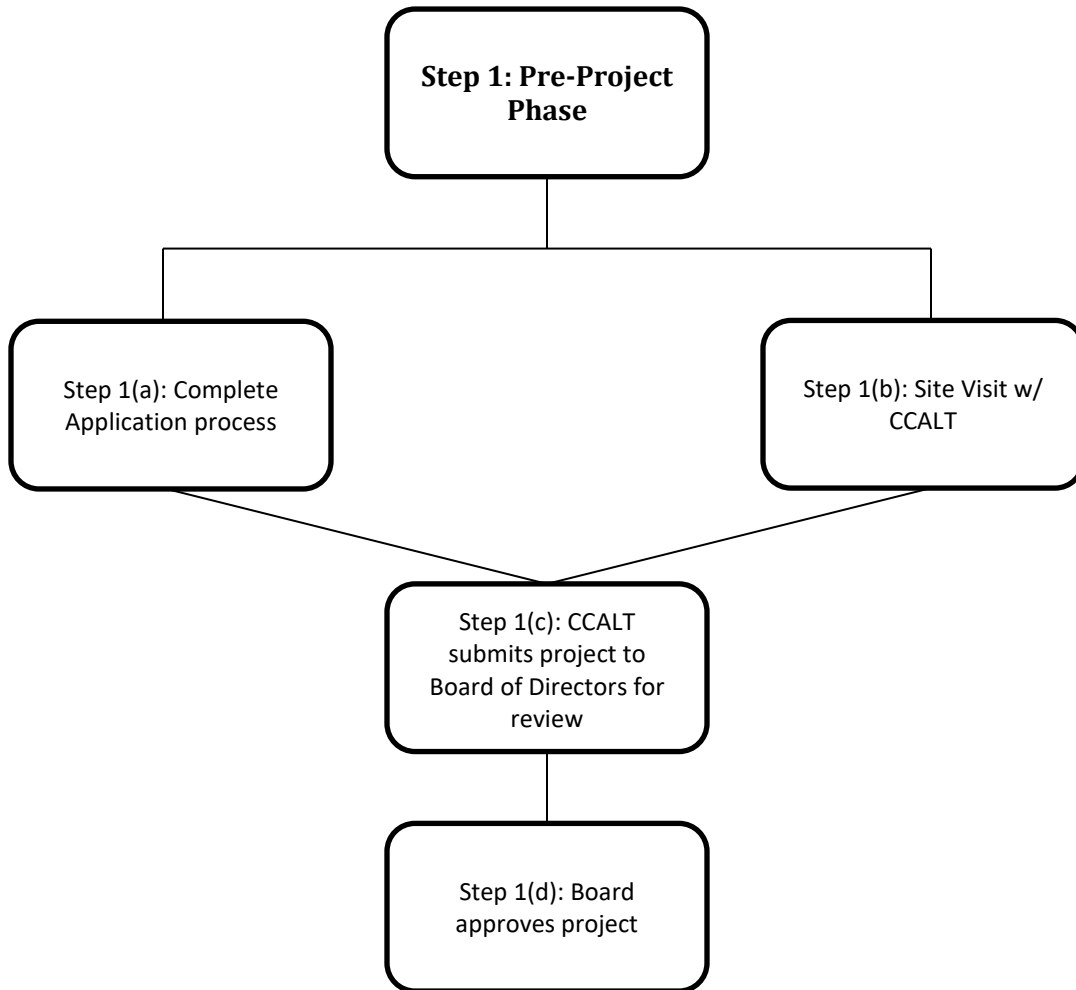 Step 1: Pre-Project
Phase
Step 1(a): Complete
Application process
Step 1(b): Site Visit w/
CCALT
Step 1(c): CCALT
submits project to
Board of Directors for
review
Step 1(d): Board
approves project